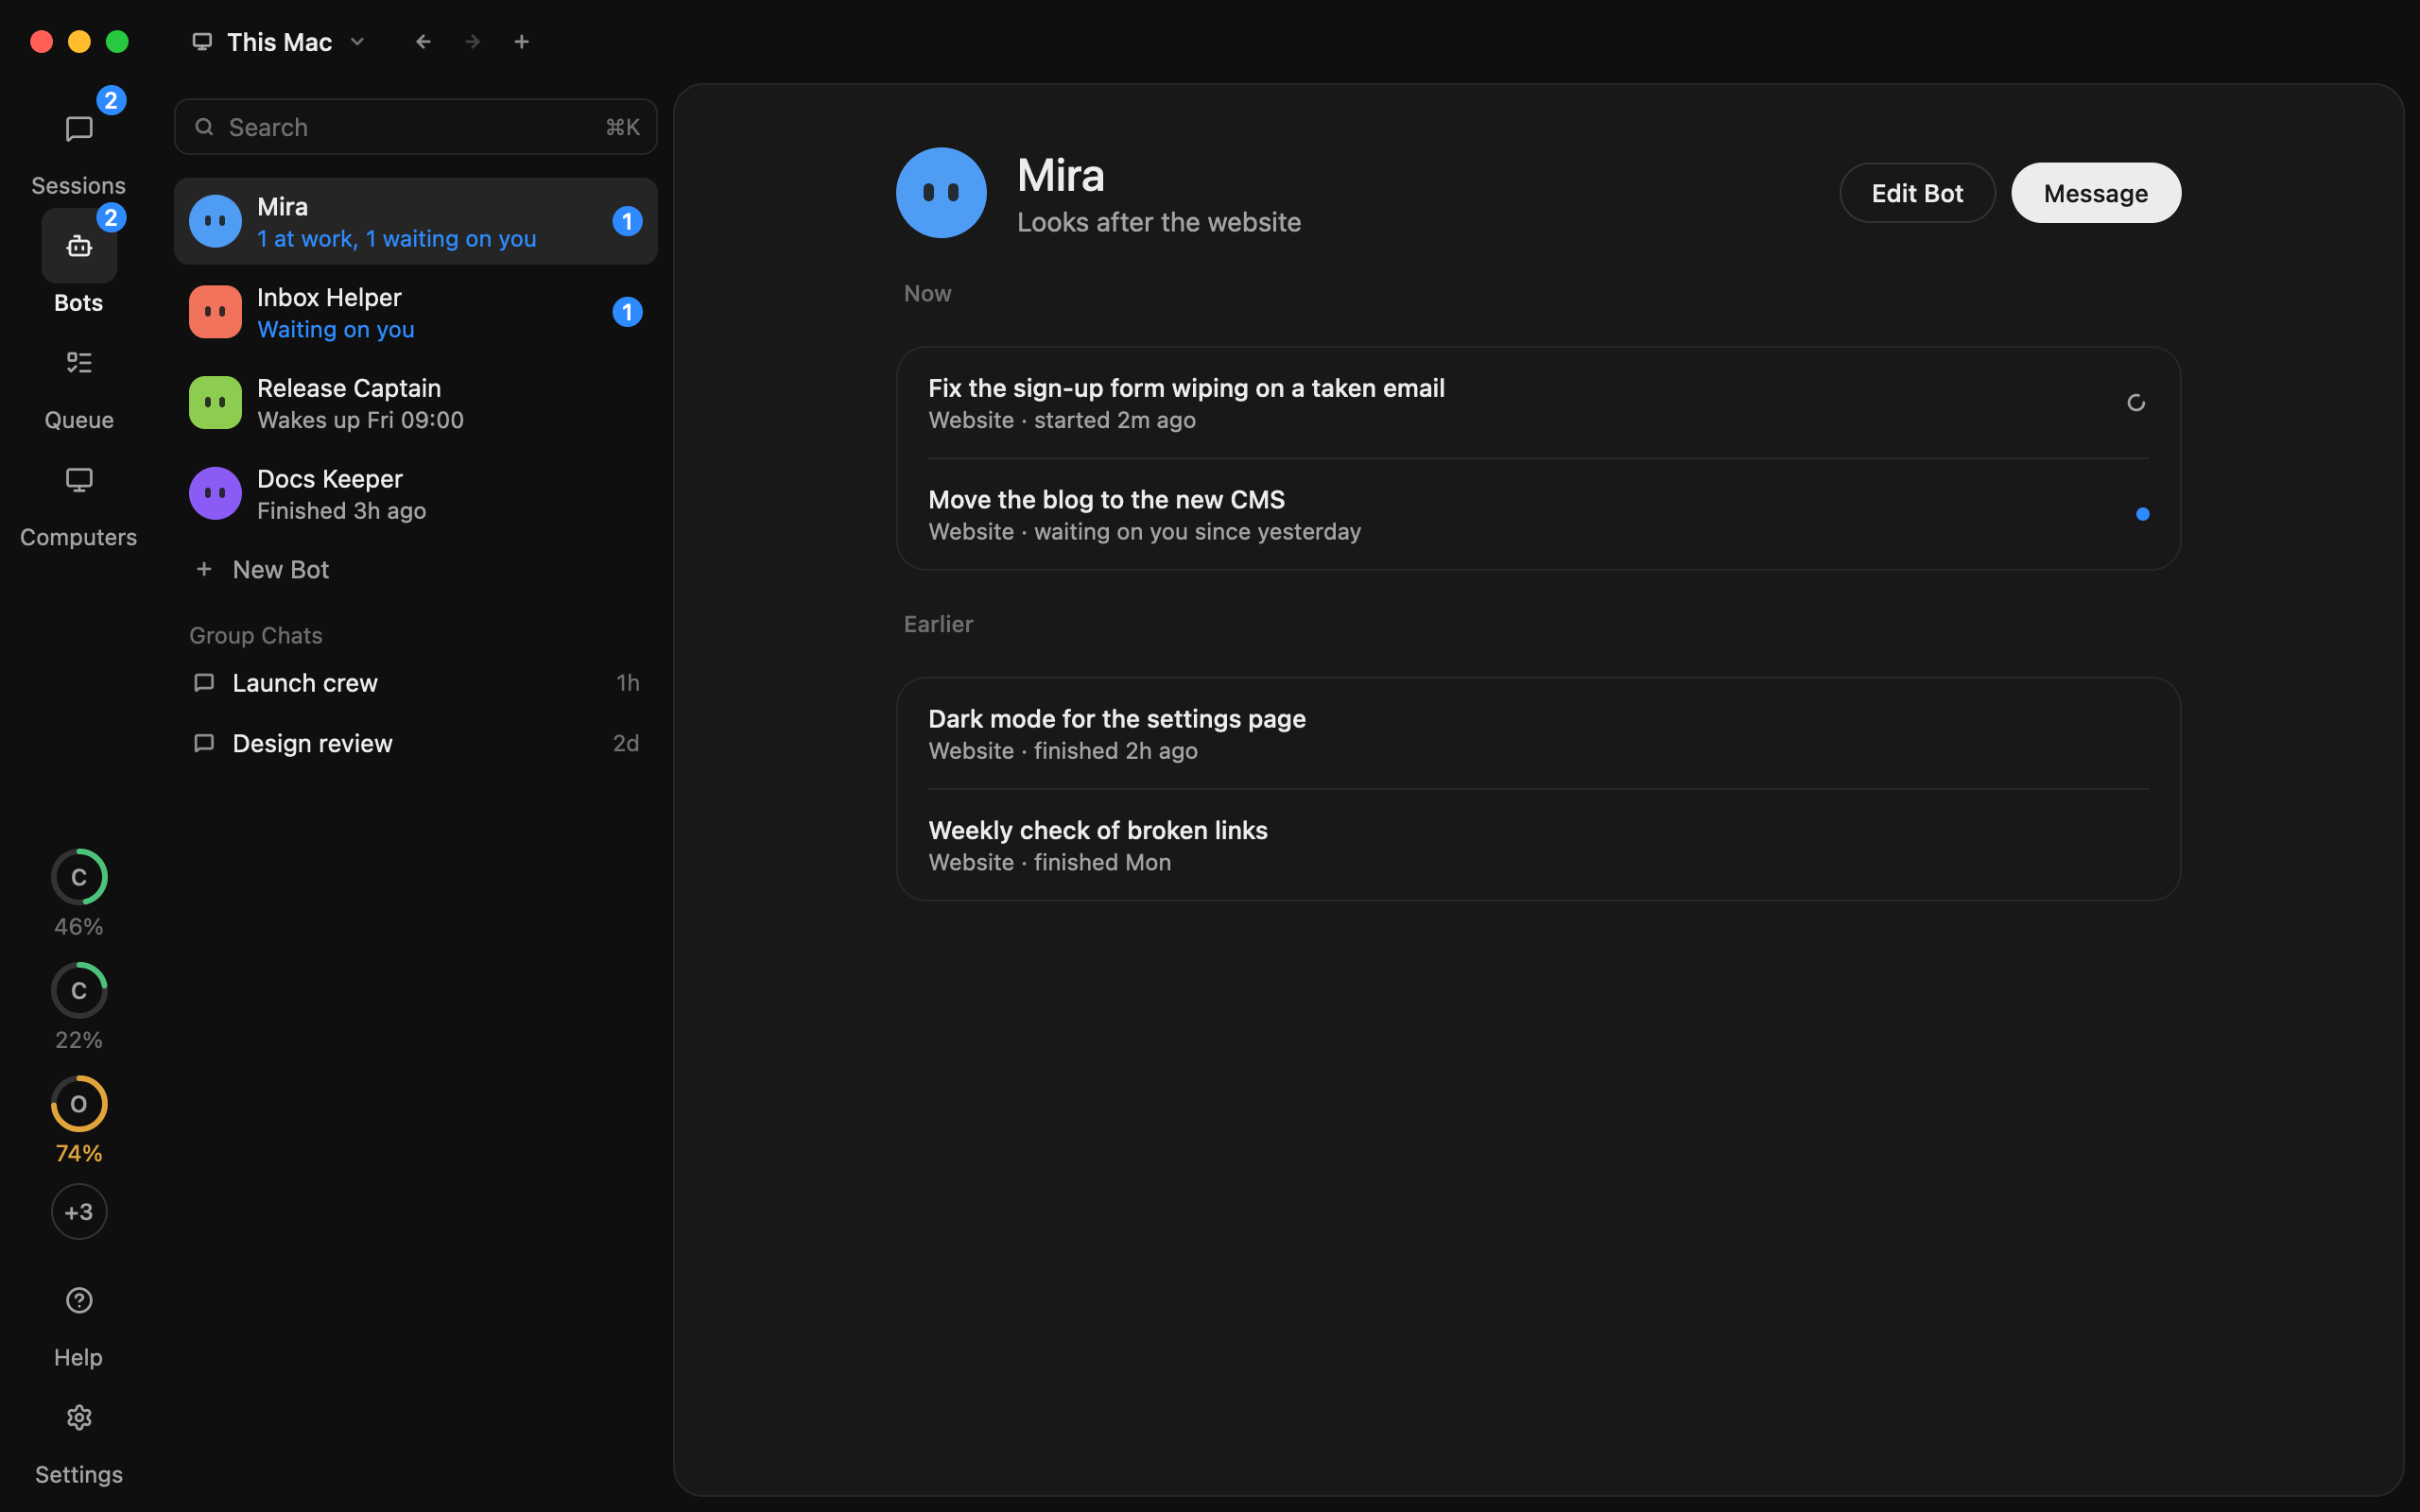 This Mac
2
Sessions
2
Bots
Queue
Computers
C
46%
C
22%
O
74%
+3
Help
Settings
Search ⌘K
Mira
1 at work, 1 waiting on you 1
Inbox Helper
Waiting on you 1
Release Captain
Wakes up Fri 09:00
Docs Keeper
Finished 3h ago
+ New Bot
Group Chats
Launch crew 1h
Design review 2d
Mira
Looks after the website
Edit Bot Message
Now
Fix the sign-up form wiping on a taken email
Website · started 2m ago
Move the blog to the new CMS
Website · waiting on you since yesterday
Earlier
Dark mode for the settings page
Website · finished 2h ago
Weekly check of broken links
Website · finished Mon